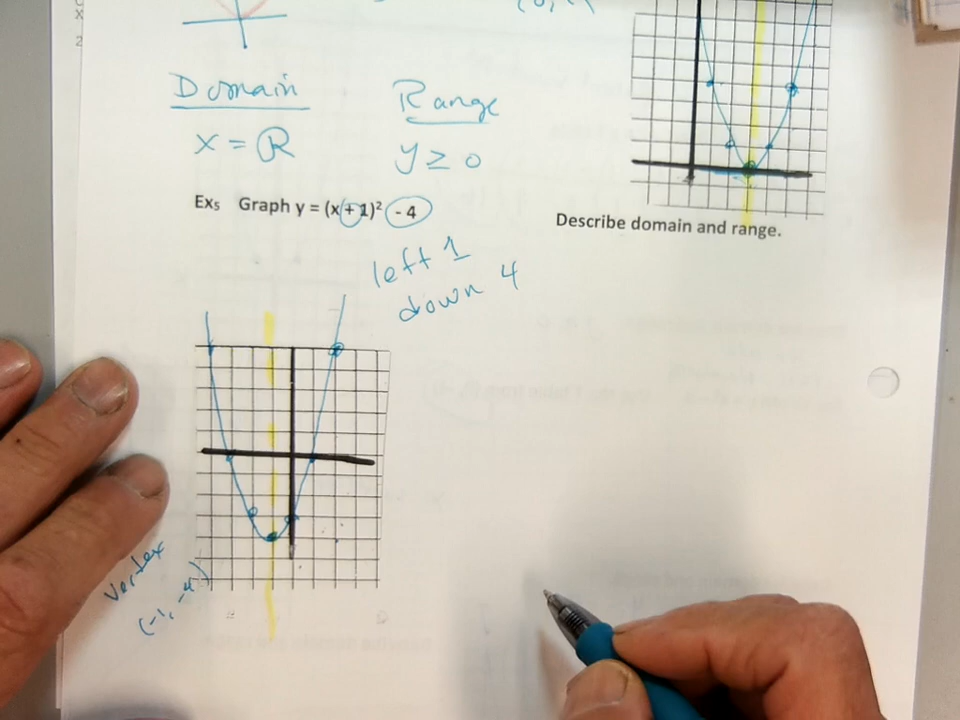 Domain Range
x = ℝ y ≥ 0
Ex5 Graph y = (x + 1)² - 4
Describe domain and range.
left 1
down 4
vertex
(-1, -4)